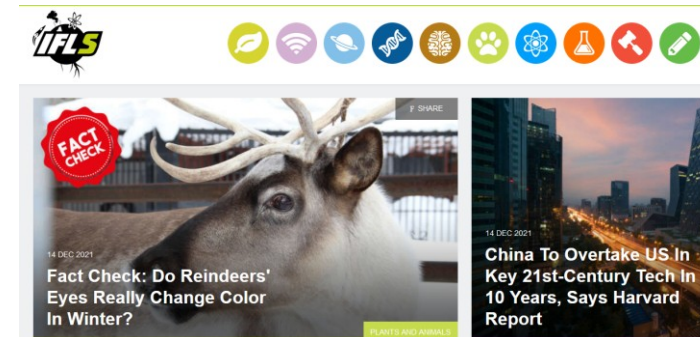 IFLS
FACT
CHECK
SHARE
14 DEC 2021
Fact Check: Do Reindeers'
Eyes Really Change Color
In Winter?
PLANTS AND ANIMALS
14 DEC 2021
China To Overtake US In
Key 21st-Century Tech In
10 Years, Says Harvard
Report